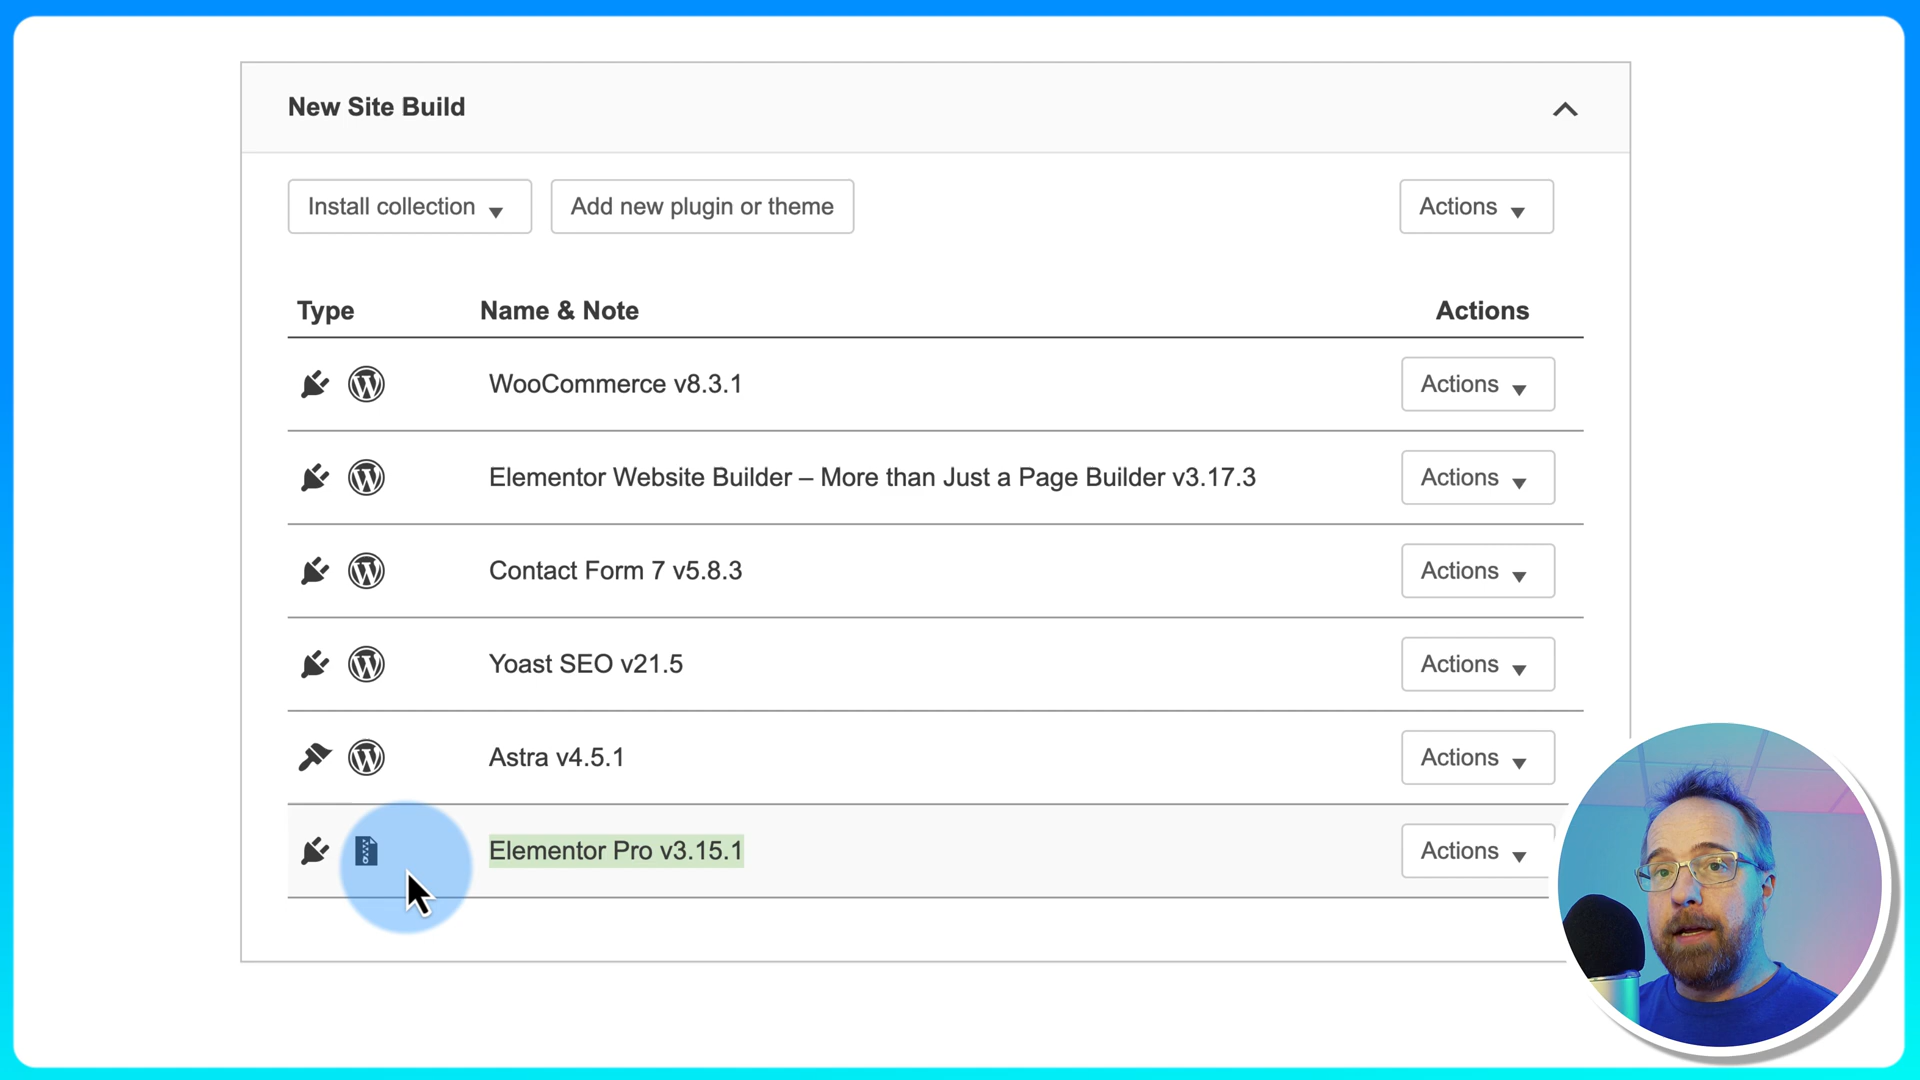 New Site Build
Install collection
Add new plugin or theme
Actions
Type
Name & Note
Actions
WooCommerce v8.3.1
Actions
Elementor Website Builder – More than Just a Page Builder v3.17.3
Actions
Contact Form 7 v5.8.3
Actions
Yoast SEO v21.5
Actions
Astra v4.5.1
Actions
Elementor Pro v3.15.1
Actions